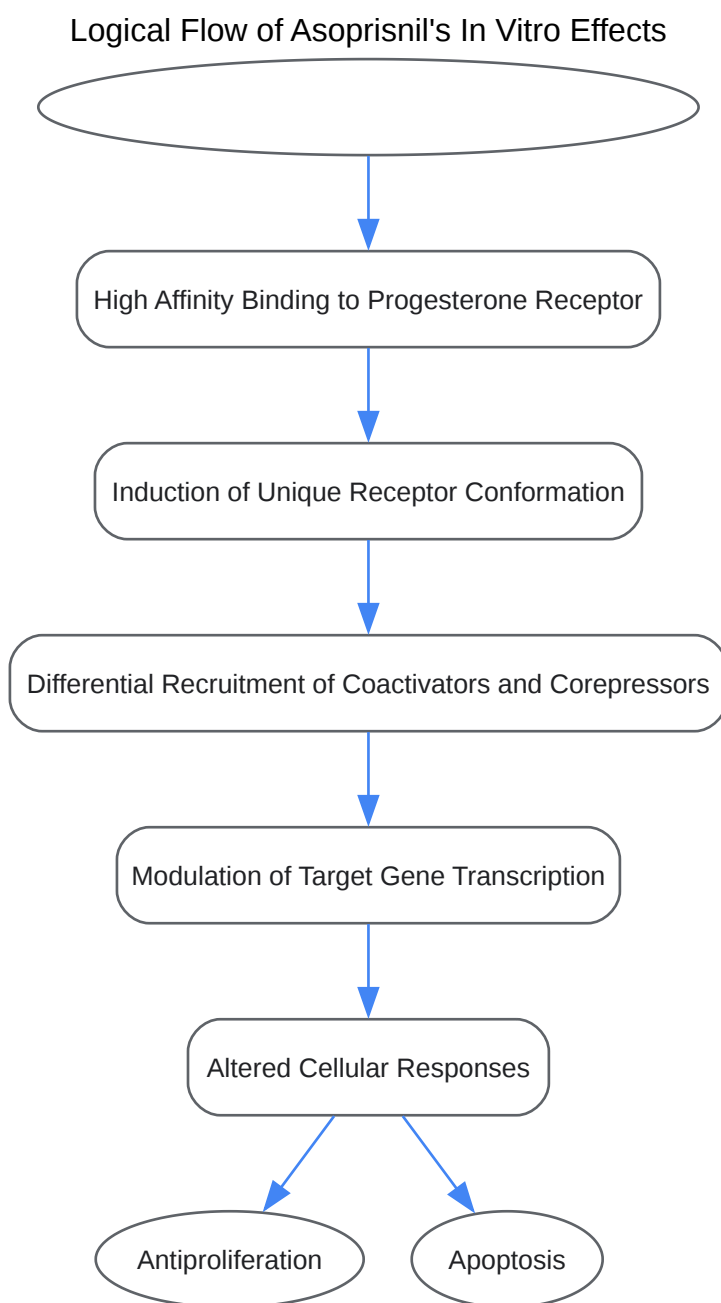 Logical Flow of Asoprisnil's In Vitro Effects
High Affinity Binding to Progesterone Receptor
Induction of Unique Receptor Conformation
Differential Recruitment of Coactivators and Corepressors
Modulation of Target Gene Transcription
Altered Cellular Responses
Antiproliferation
Apoptosis